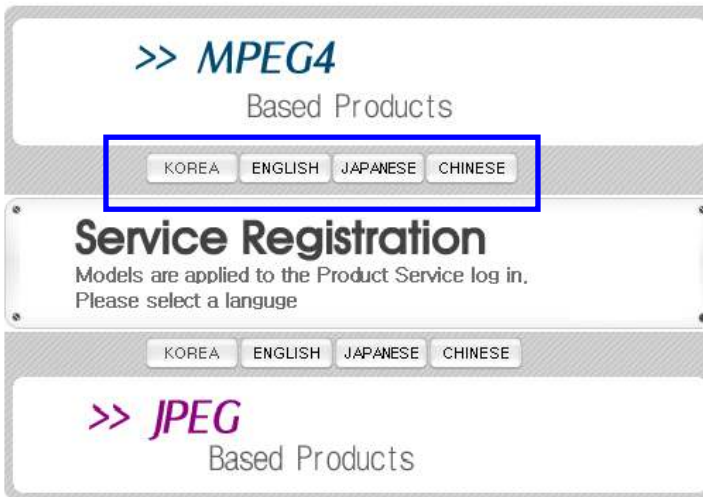 >> MPEG4
Based Products
KOREA ENGLISH JAPANESE CHINESE
Service Registration
Models are applied to the Product Service log in,
Please select a languge
KOREA ENGLISH JAPANESE CHINESE
>> JPEG
Based Products